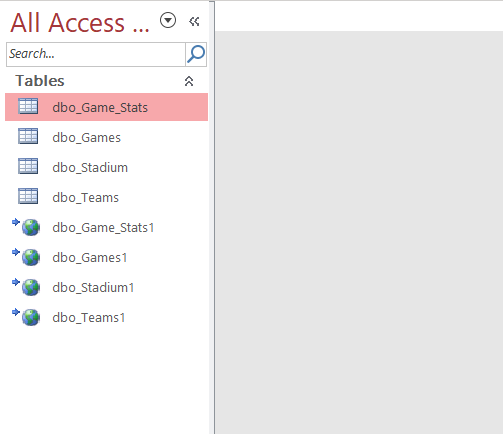 All Access ...
Search...
Tables
dbo_Game_Stats
dbo_Games
dbo_Stadium
dbo_Teams
dbo_Game_Stats1
dbo_Games1
dbo_Stadium1
dbo_Teams1